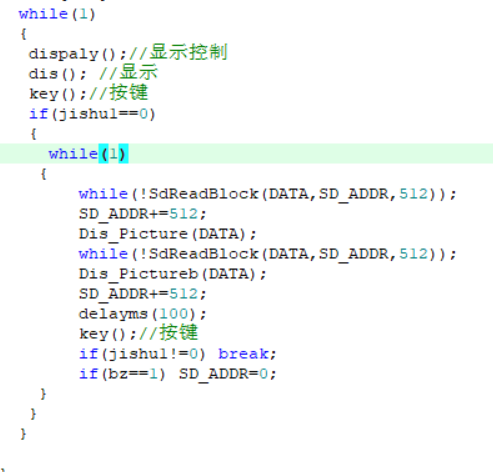 while(1)
{
dispaly();//显示控制
dis(); //显示
key();//按键
if(jishu1==0)
{
while(1)
{
while(!SdReadBlock(DATA,SD_ADDR,512));
SD_ADDR+=512;
Dis_Picture(DATA);
while(!SdReadBlock(DATA,SD_ADDR,512));
Dis_Pictureb(DATA);
SD_ADDR+=512;
delayms(100);
key();//按键
if(jishu1!=0) break;
if(bz==1) SD_ADDR=0;
}
}
}